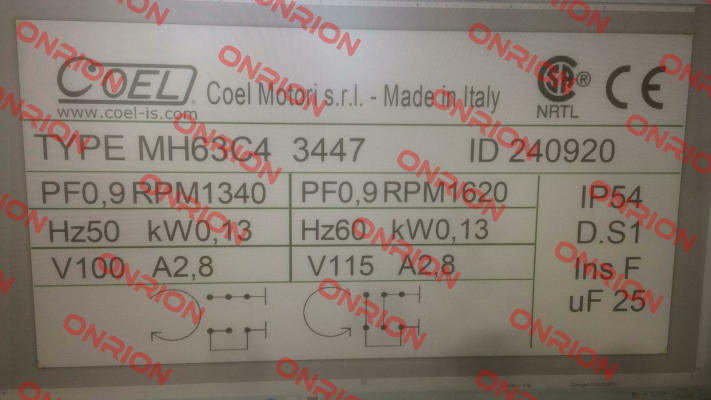 COEL Coel Motori s.r.l. - Made in Italy
www.coel-is.com
SA ® NRTL CE
TYPE MH63C4 3447 ID 240920
PF0,9 RPM1340 PF0,9 RPM1620 IP54
Hz50 kW0,13 Hz60 kW0,13 D.S1
V100 A2,8 V115 A2,8 Ins F
uF 25
ONRION